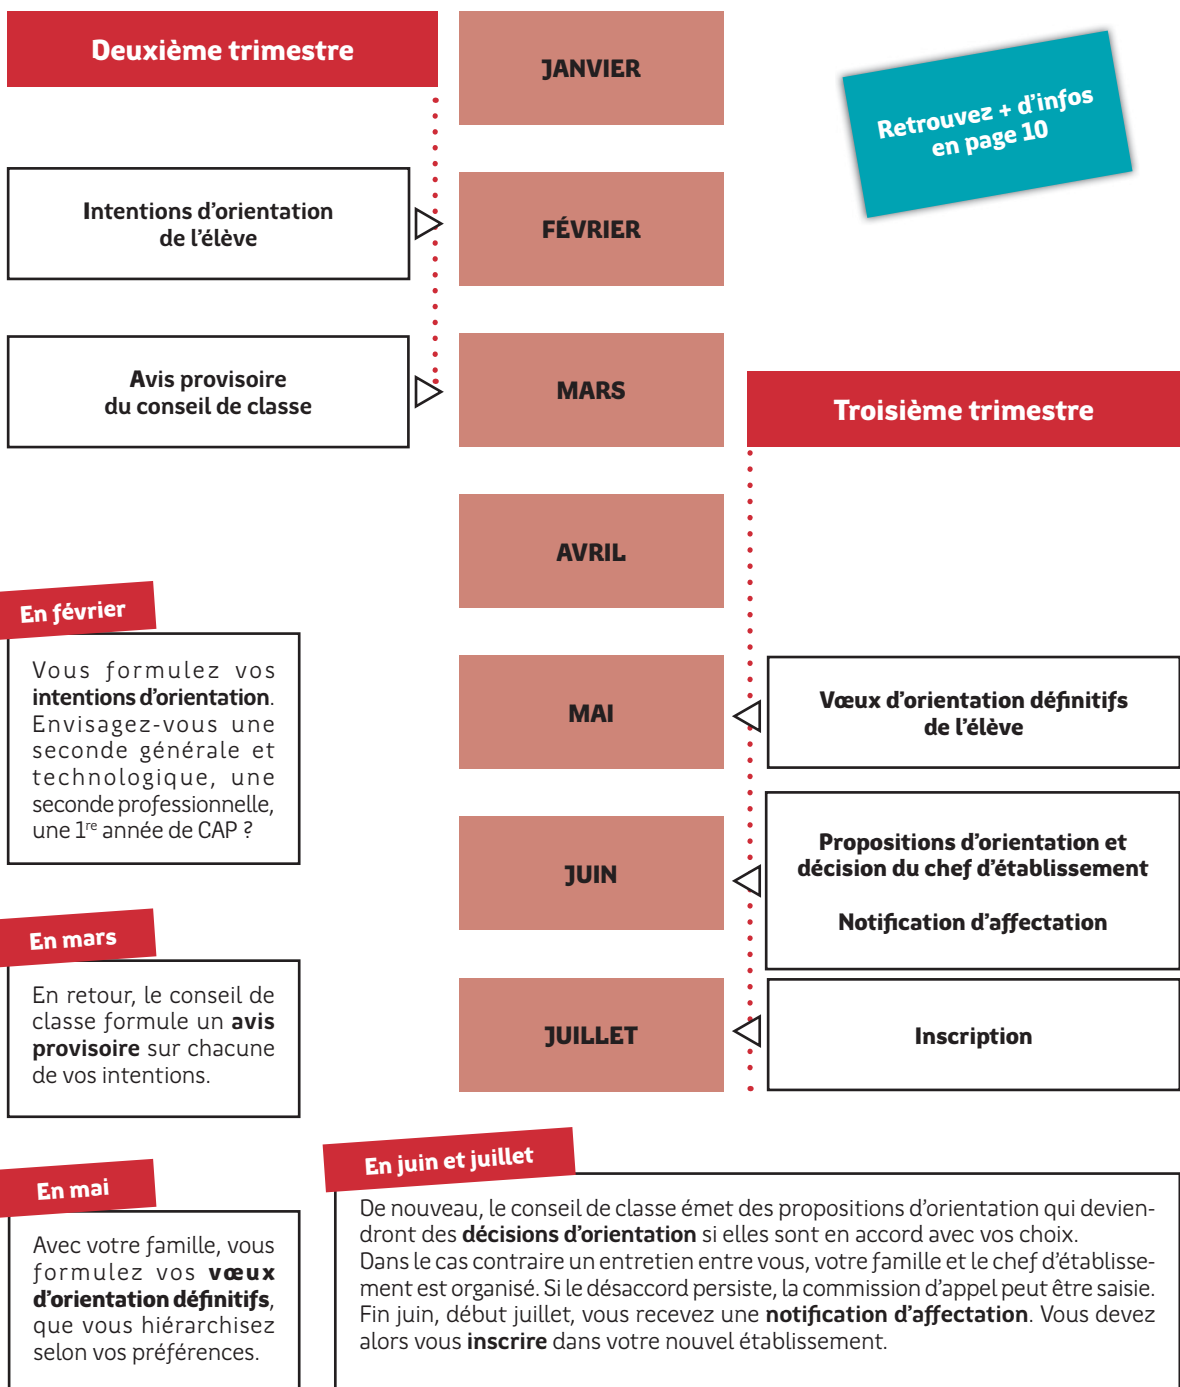 Deuxième trimestre
JANVIER
Retrouvez + d'infos
en page 10
Intentions d'orientation
de l'élève
FÉVRIER
Avis provisoire
du conseil de classe
MARS
Troisième trimestre
AVRIL
En février
Vous formulez vos
intentions d'orientation.
Envisagez-vous une
seconde générale et
technologique, une
seconde professionnelle,
une 1re année de CAP ?
MAI
Vœux d'orientation définitifs
de l'élève
JUIN
Propositions d'orientation et
décision du chef d'établissement
Notification d'affectation
En mars
En retour, le conseil de
classe formule un avis
provisoire sur chacune
de vos intentions.
JUILLET
Inscription
En mai
Avec votre famille, vous
formulez vos vœux
d'orientation définitifs,
que vous hiérarchisez
selon vos préférences.
En juin et juillet
De nouveau, le conseil de classe émet des propositions d'orientation qui devien-
dront des décisions d'orientation si elles sont en accord avec vos choix.
Dans le cas contraire un entretien entre vous, votre famille et le chef d'établisse-
ment est organisé. Si le désaccord persiste, la commission d'appel peut être saisie.
Fin juin, début juillet, vous recevez une notification d'affectation. Vous devez
alors vous inscrire dans votre nouvel établissement.